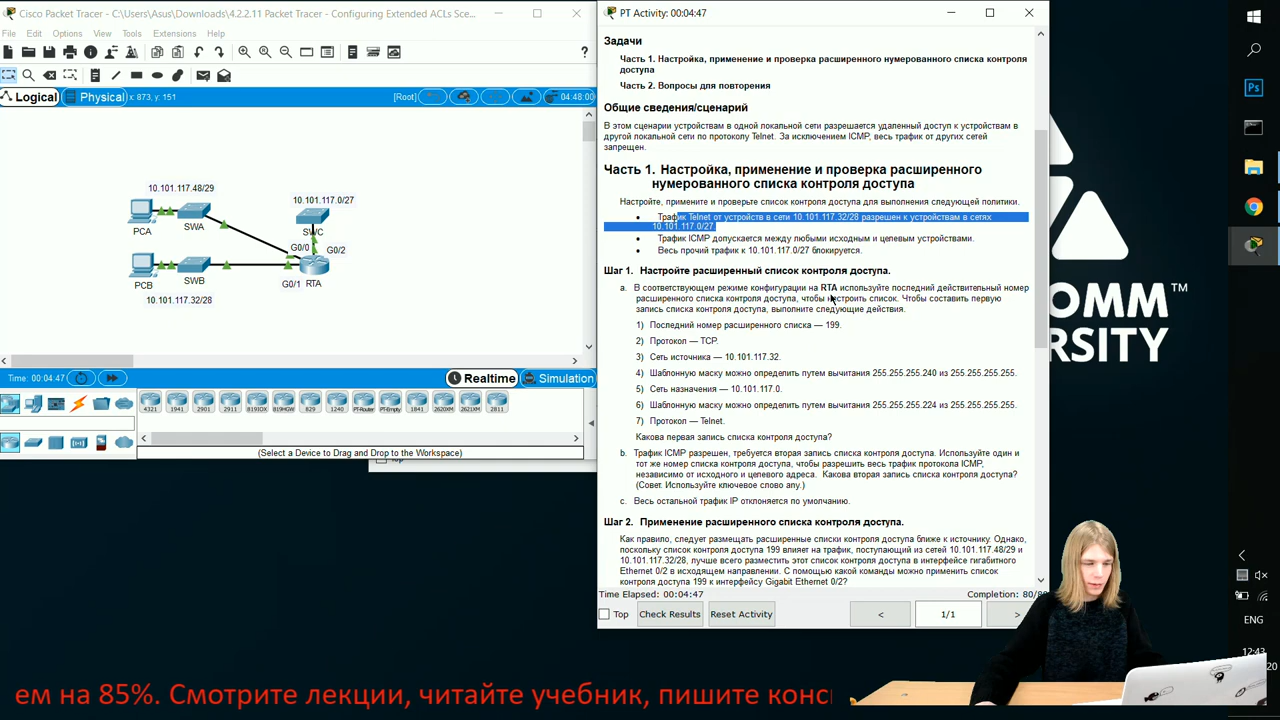 Cisco Packet Tracer - C:\Users\Asus\Downloads\4.2.2.11 Packet Tracer - Configuring Extended ACLs Sce...
File Edit Options View Tools Extensions Help
Logical Physical x: 873, y: 151 [Root] 04:48:00
10.101.117.48/29
10.101.117.0/27
PCA SWA SWC
G0/0 G0/2
PCB SWB G0/1 RTA
10.101.117.32/28
Time: 00:04:47 Realtime Simulation
4321 1941 2901 2911 819IOX 819HGW 829 1240 PT-Router PT-Empty 1841 2620XM 2621XM 2811
(Select a Device to Drag and Drop to the Workspace)
Top
PT Activity: 00:04:47
Задачи
Часть 1. Настройка, применение и проверка расширенного нумерованного списка контроля
доступа
Часть 2. Вопросы для повторения
Общие сведения/сценарий
В этом сценарии устройствам в одной локальной сети разрешается удаленный доступ к устройствам в
другой локальной сети по протоколу Telnet. За исключением ICMP, весь трафик от других сетей
запрещен.
Часть 1. Настройка, применение и проверка расширенного
нумерованного списка контроля доступа
Настройте, примените и проверьте список контроля доступа для выполнения следующей политики.
• Трафик Telnet от устройств в сети 10.101.117.32/28 разрешен к устройствам в сетях
10.101.117.0/27.
• Трафик ICMP допускается между любыми исходным и целевым устройствами.
• Весь прочий трафик к 10.101.117.0/27 блокируется.
Шаг 1. Настройте расширенный список контроля доступа.
a. В соответствующем режиме конфигурации на RTA используйте последний действительный номер
расширенного списка контроля доступа, чтобы настроить список. Чтобы составить первую
запись списка контроля доступа, выполните следующие действия.
1) Последний номер расширенного списка — 199.
2) Протокол — TCP.
3) Сеть источника — 10.101.117.32.
4) Шаблонную маску можно определить путем вычитания 255.255.255.240 из 255.255.255.255.
5) Сеть назначения — 10.101.117.0.
6) Шаблонную маску можно определить путем вычитания 255.255.255.224 из 255.255.255.255.
7) Протокол — Telnet.
Какова первая запись списка контроля доступа?
b. Трафик ICMP разрешен, требуется вторая запись списка контроля доступа. Используйте один и
тот же номер списка контроля доступа, чтобы разрешить весь трафик протокола ICMP,
независимо от исходного и целевого адреса. Какова вторая запись списка контроля доступа?
(Совет. Используйте ключевое слово any.)
c. Весь остальной трафик IP отклоняется по умолчанию.
Шаг 2. Применение расширенного списка контроля доступа.
Как правило, следует размещать расширенные списки контроля доступа ближе к источнику. Однако,
поскольку список контроля доступа 199 влияет на трафик, поступающий из сетей 10.101.117.48/29 и
10.101.117.32/28, лучше всего разместить этот список контроля доступа в интерфейсе гигабитного
Ethernet 0/2 в исходящем направлении. С помощью какой команды можно применить список
контроля доступа 199 к интерфейсу Gigabit Ethernet 0/2?
Time Elapsed: 00:04:47 Completion: 80/
Top Check Results Reset Activity < 1/1 >
OMM™
RSITY
ENG
12:43
ем на 85%. Смотрите лекции, читайте учебник, пишите конс